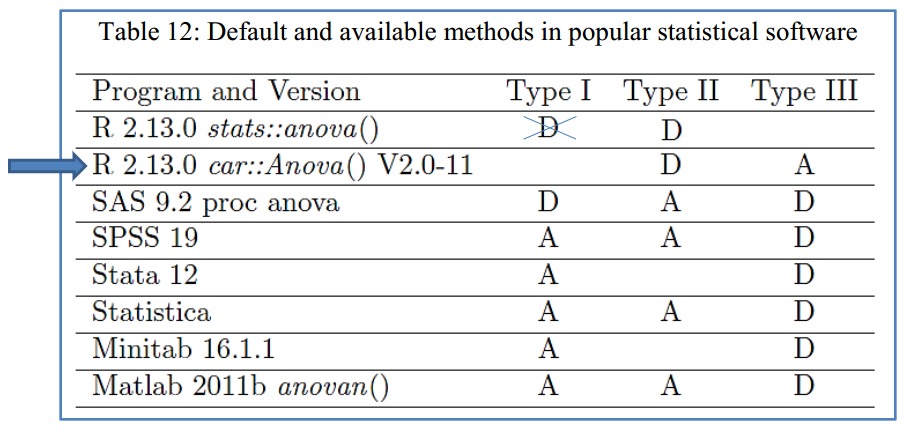 Table 12: Default and available methods in popular statistical software
Program and Version Type I Type II Type III
R 2.13.0 stats::anova() D D
R 2.13.0 car::Anova() V2.0-11 D A
SAS 9.2 proc anova D A D
SPSS 19 A A D
Stata 12 A D
Statistica A A D
Minitab 16.1.1 A D
Matlab 2011b anovan() A A D